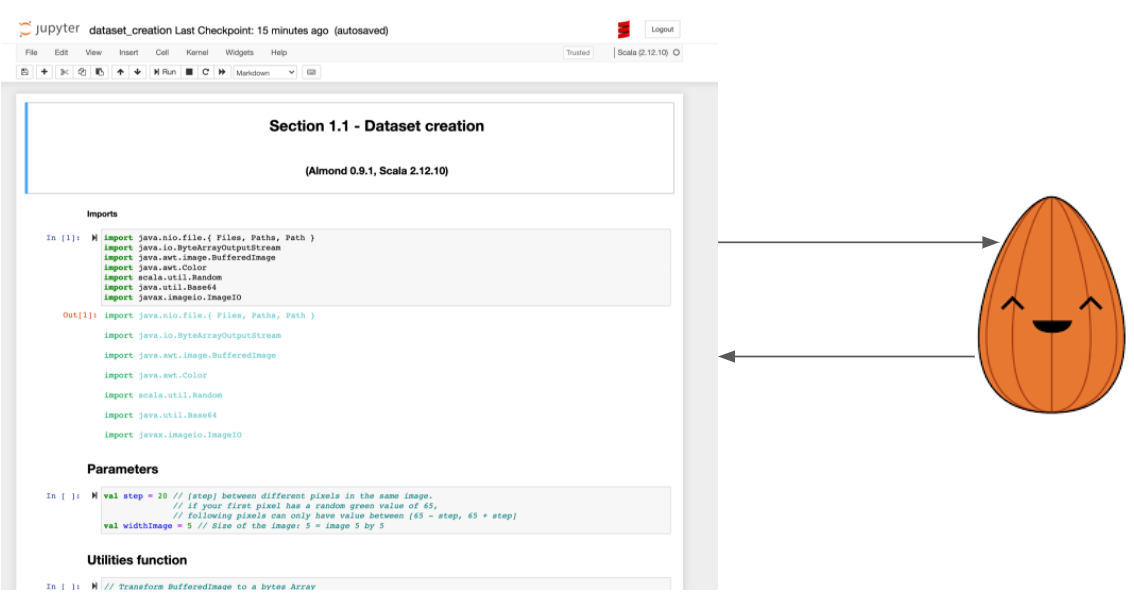 jupyter dataset_creation Last Checkpoint: 15 minutes ago (autosaved)
Logout
File Edit View Insert Cell Kernel Widgets Help
Trusted
Scala (2.12.10)
Run
Markdown
Section 1.1 - Dataset creation
(Almond 0.9.1, Scala 2.12.10)
Imports
In [1]:
import java.nio.file.{ Files, Paths, Path }
import java.io.ByteArrayOutputStream
import java.awt.image.BufferedImage
import java.awt.Color
import scala.util.Random
import java.util.Base64
import javax.imageio.ImageIO
Out[1]: import java.nio.file.{ Files, Paths, Path }
import java.io.ByteArrayOutputStream
import java.awt.image.BufferedImage
import java.awt.Color
import scala.util.Random
import java.util.Base64
import javax.imageio.ImageIO
Parameters
In [ ]: val step = 20 // [step] between different pixels in the same image.
// if your first pixel has a random green value of 65,
// following pixels can only have value between [65 - step, 65 + step]
val widthImage = 5 // Size of the image: 5 = image 5 by 5
Utilities function
In [ ]: // Transform BufferedImage to a bytes Array